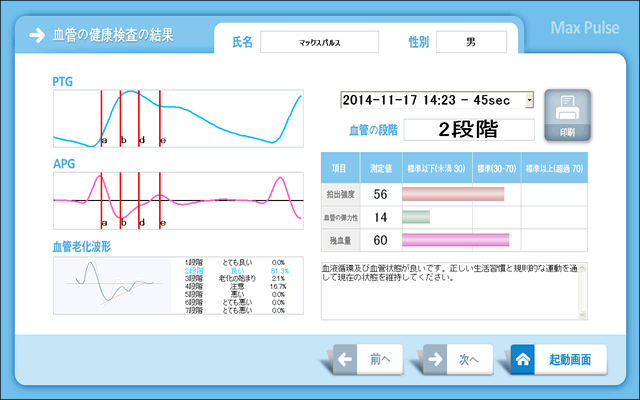 血管の健康検査の結果
氏名 マックスパルス 性別 男
Max Pulse
PTG
a b d e
APG
a b d e
血管老化波形
1段階 とても良い 0.0%
2段階 良い 81.3%
3段階 老化の始まり 2.1%
4段階 注意 16.7%
5段階 悪い 0.0%
6段階 とても悪い 0.0%
7段階 とても悪い 0.0%
2014-11-17 14:23 - 45sec
血管の段階 2段階
印刷
項目 測定値 標準以下(未満 30) 標準(30-70) 標準以上(超過 70)
拍出強度 56
血管の弾力性 14
残血量 60
血液循環及び血管状態が良いです。正しい生活習慣と規則的な運動を通
して現在の状態を維持してください。
前へ 次へ 起動画面